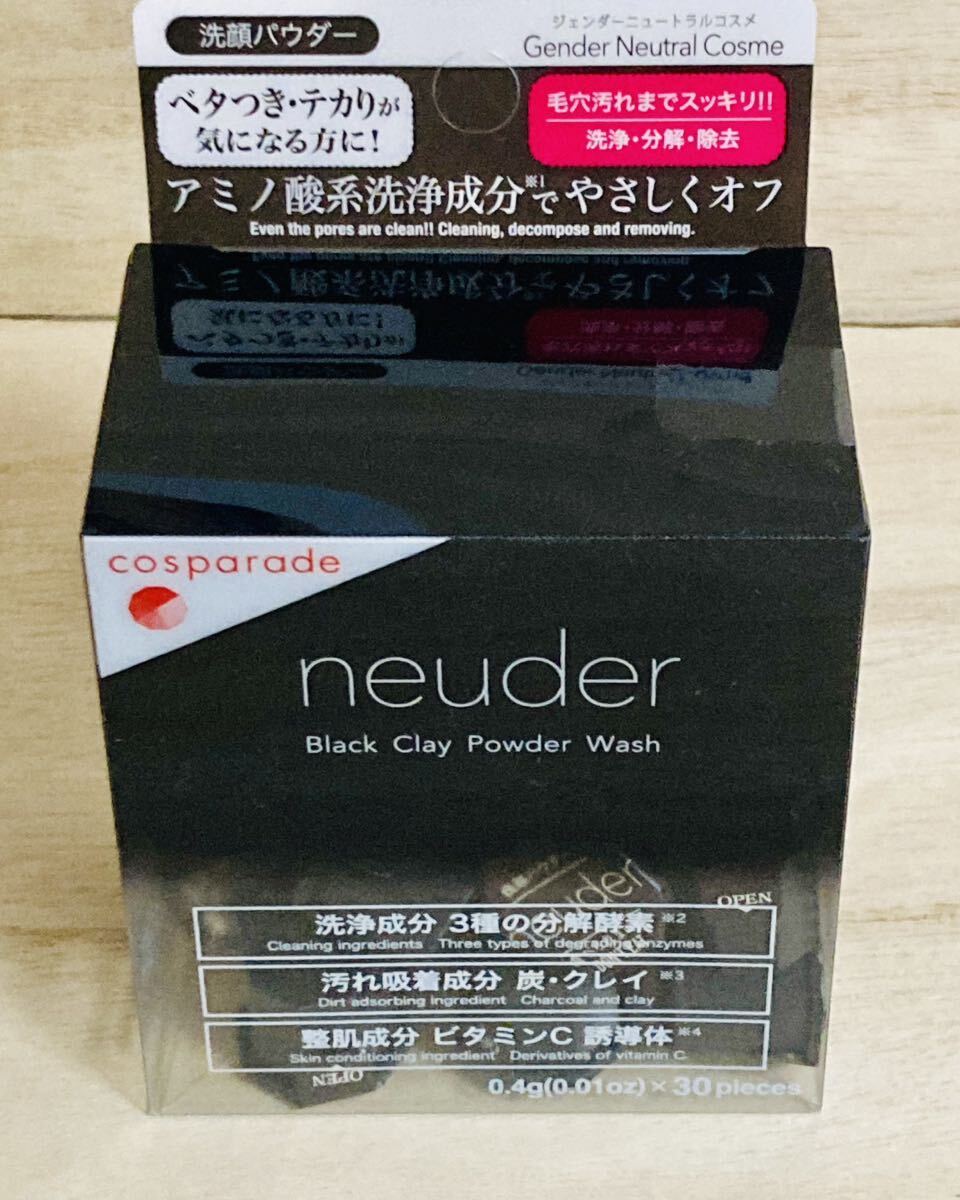 洗顔パウダー
ジェンダーニュートラルコスメ
Gender Neutral Cosme
ベタつき・テカりが
気になる方に!
毛穴汚れまでスッキリ!!
洗浄・分解・除去
アミノ酸系洗浄成分※1でやさしくオフ
Even the pores are clean!! Cleaning, decompose and removing.
cosparade
neuder
Black Clay Powder Wash
neuder
OPEN
洗浄成分 3種の分解酵素※2
Cleaning ingredients Three types of degrading enzymes
汚れ吸着成分 炭・クレイ※3
Dirt adsorbing ingredient Charcoal and clay
整肌成分 ビタミンC 誘導体※4
Skin conditioning ingredient Derivatives of vitamin C
OPEN
0.4g(0.01oz)×30pieces